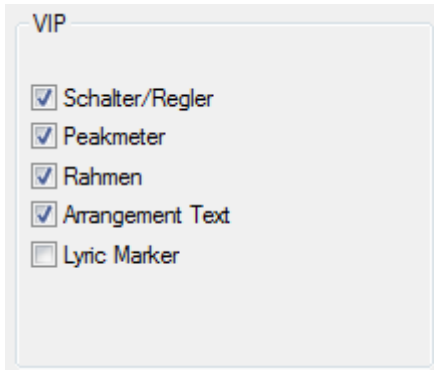 VIP
Schalter/Regler
Peakmeter
Rahmen
Arrangement Text
Lyric Marker